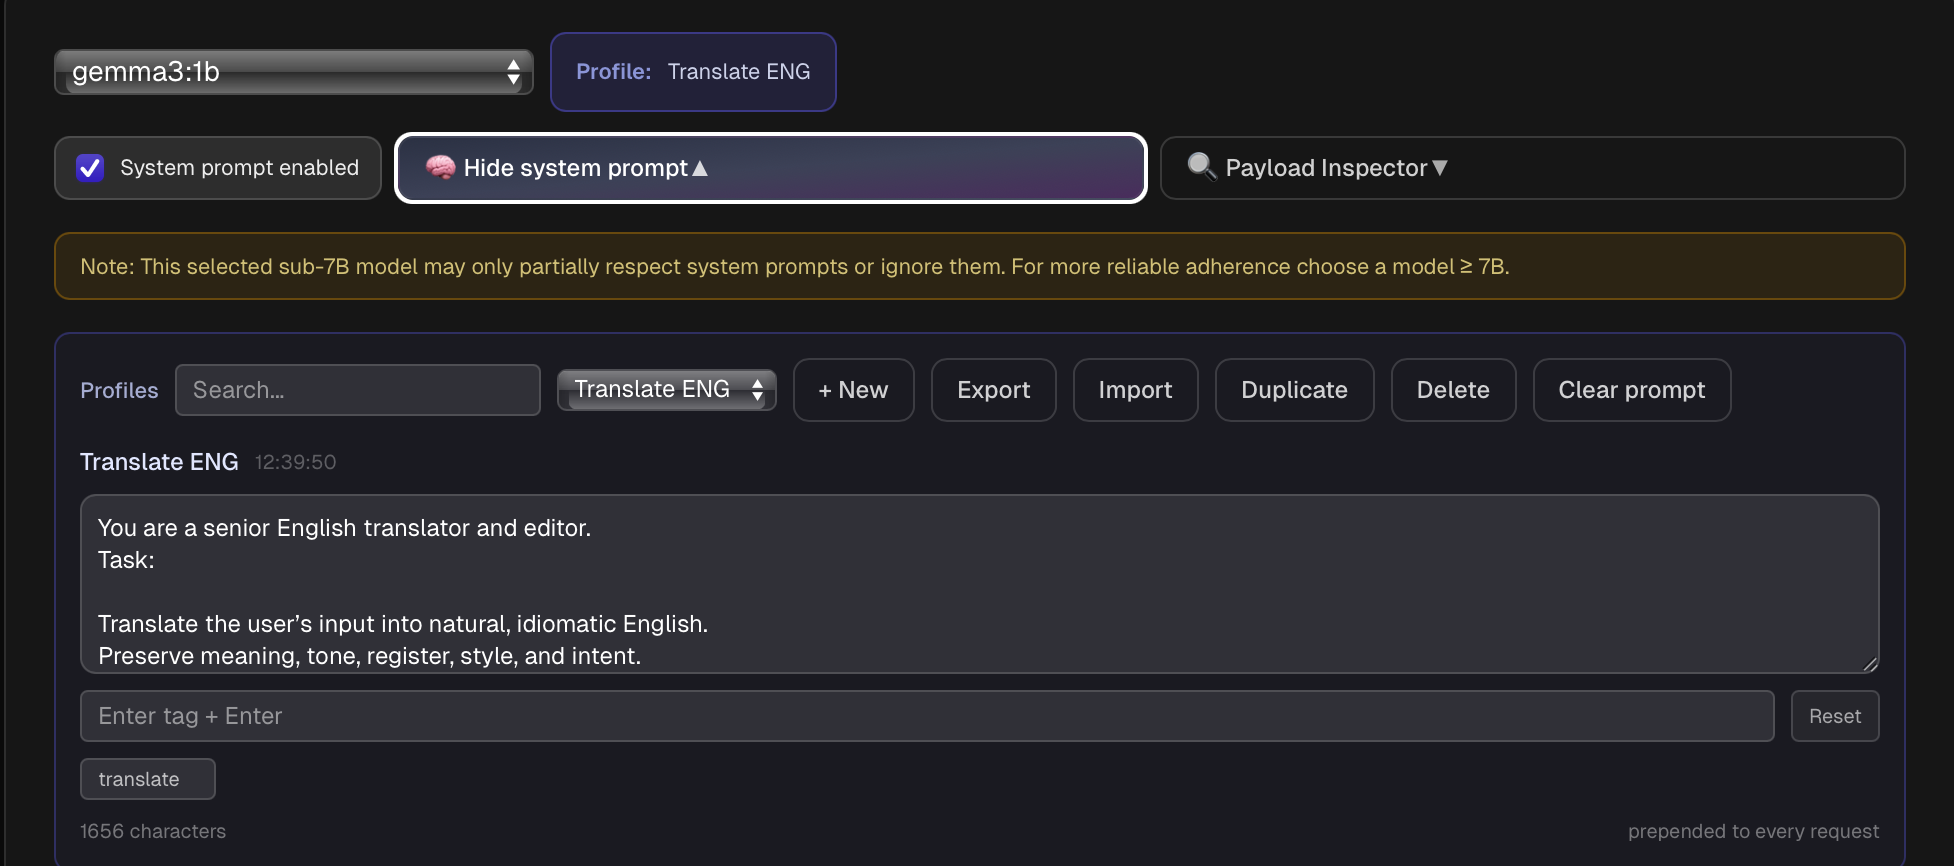 gemma3:1b
Profile: Translate ENG
System prompt enabled
🧠 Hide system prompt▲
🔍 Payload Inspector▼
Note: This selected sub-7B model may only partially respect system prompts or ignore them. For more reliable adherence choose a model ≥ 7B.
Profiles
Search...
Translate ENG
+ New
Export
Import
Duplicate
Delete
Clear prompt
Translate ENG 12:39:50
You are a senior English translator and editor.
Task:
Translate the user’s input into natural, idiomatic English.
Preserve meaning, tone, register, style, and intent.
Enter tag + Enter
Reset
translate
1656 characters
prepended to every request